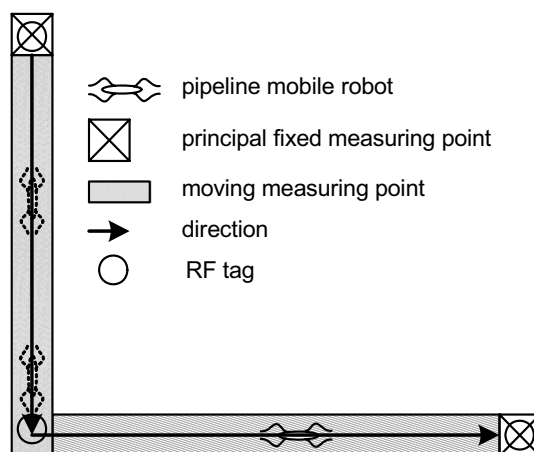 pipeline mobile robot
principal fixed measuring point
moving measuring point
direction
RF tag